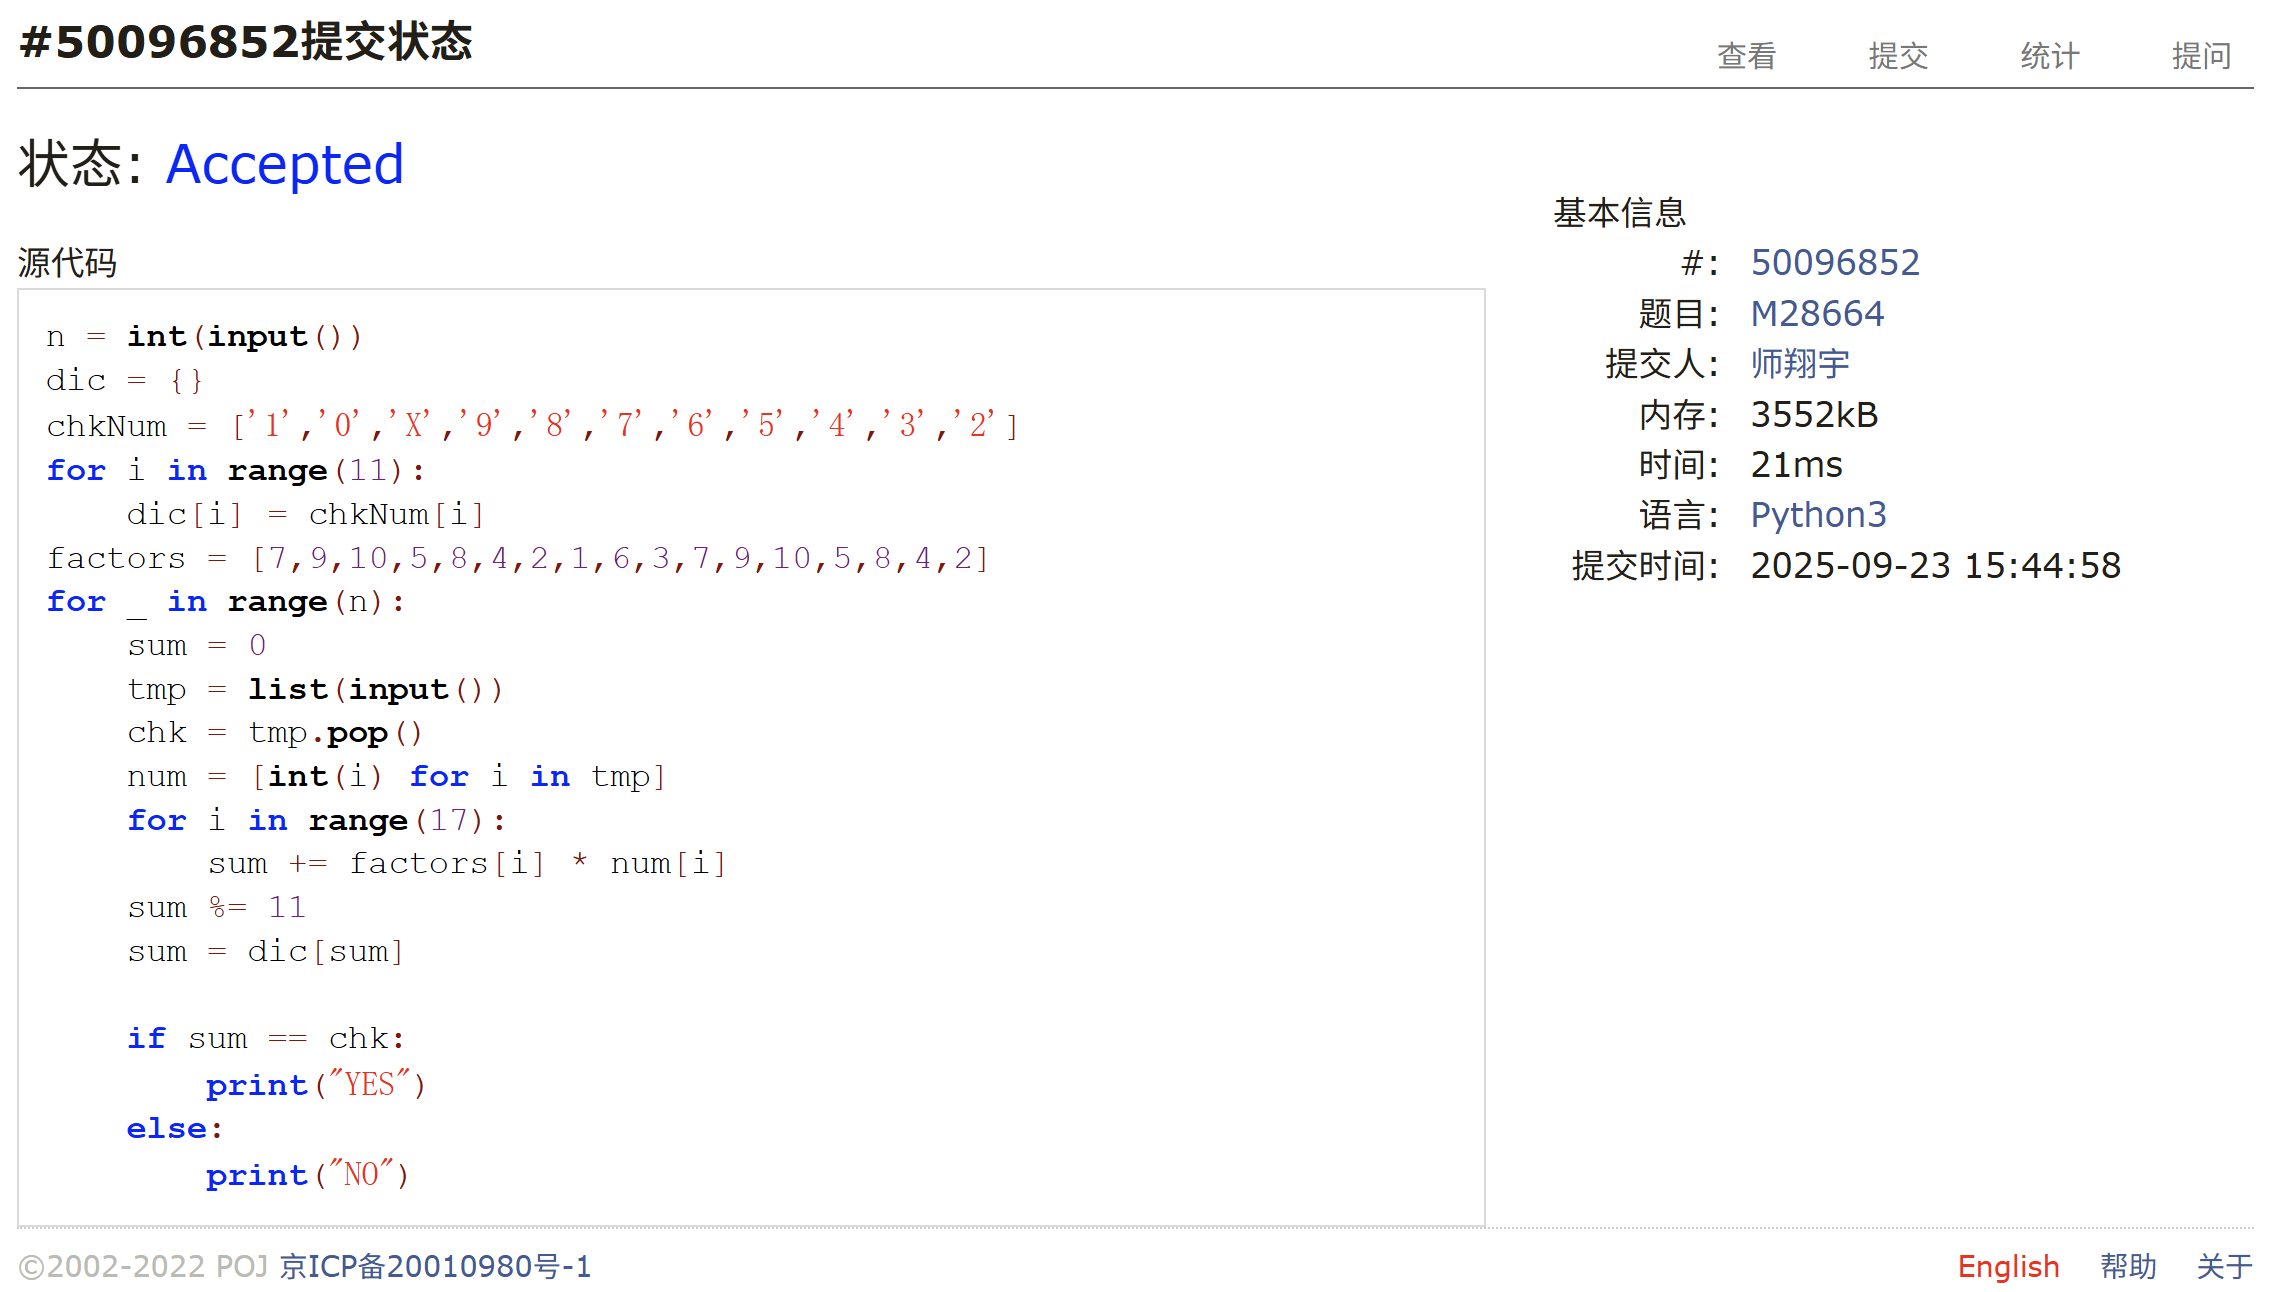 #50096852提交状态
查看 提交 统计 提问
状态: Accepted
源代码
n = int(input())
dic = {}
chkNum = ['1','0','X','9','8','7','6','5','4','3','2']
for i in range(11):
    dic[i] = chkNum[i]
factors = [7,9,10,5,8,4,2,1,6,3,7,9,10,5,8,4,2]
for _ in range(n):
    sum = 0
    tmp = list(input())
    chk = tmp.pop()
    num = [int(i) for i in tmp]
    for i in range(17):
        sum += factors[i] * num[i]
    sum %= 11
    sum = dic[sum]
    if sum == chk:
        print("YES")
    else:
        print("NO")
基本信息
#: 50096852
题目: M28664
提交人: 师翔宇
内存: 3552kB
时间: 21ms
语言: Python3
提交时间: 2025-09-23 15:44:58
©2002-2022 POJ 京ICP备20010980号-1
English 帮助 关于